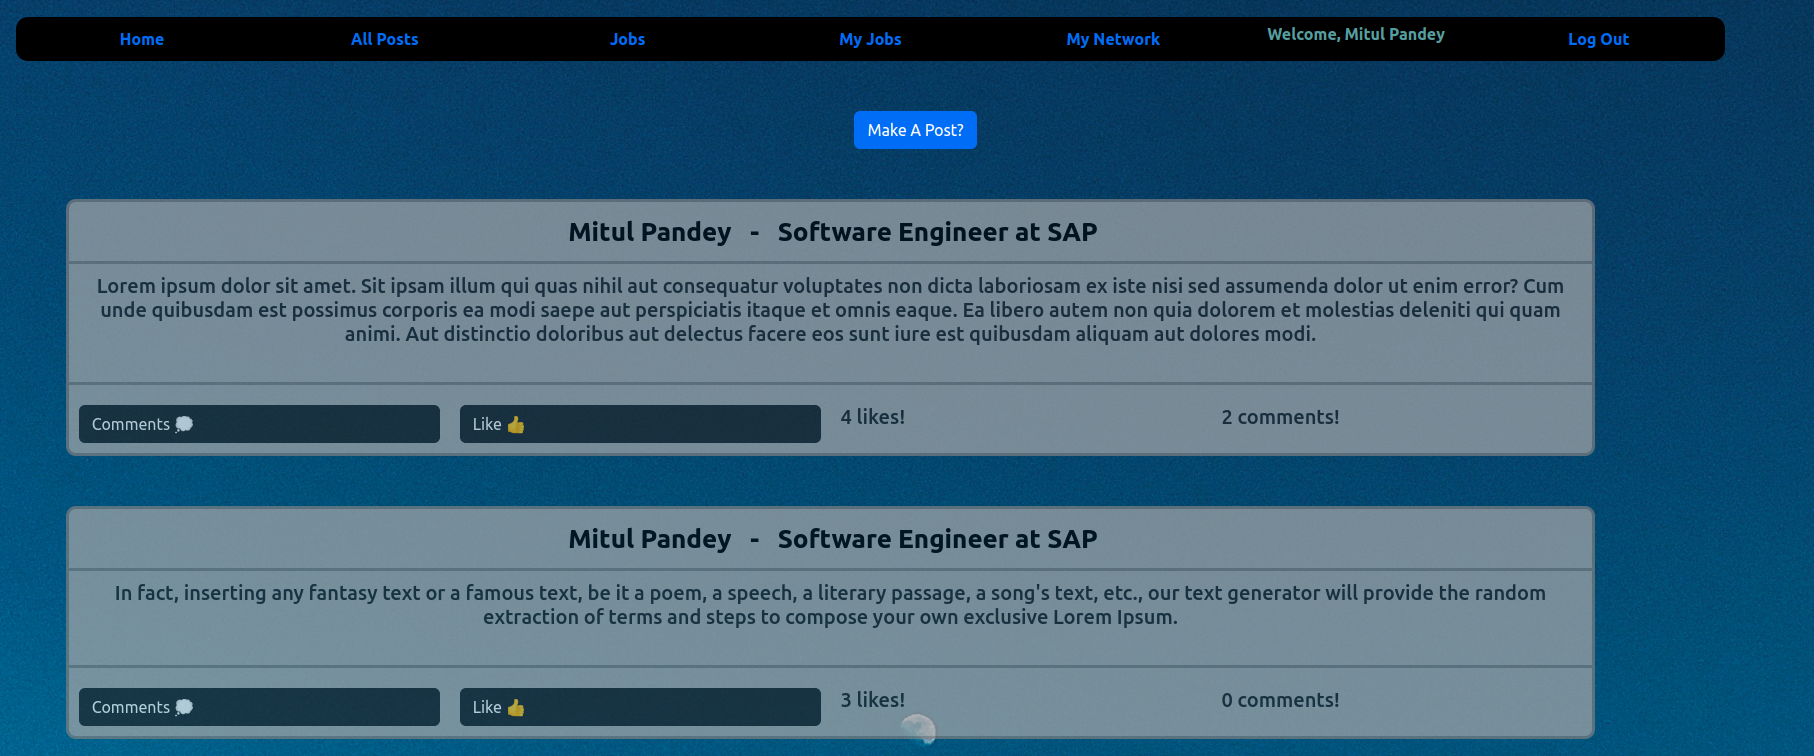 Home All Posts Jobs My Jobs My Network Welcome, Mitul Pandey Log Out
Make A Post?
Mitul Pandey - Software Engineer at SAP
Lorem ipsum dolor sit amet. Sit ipsam illum qui quas nihil aut consequatur voluptates non dicta laboriosam ex iste nisi sed assumenda dolor ut enim error? Cum
unde quibusdam est possimus corporis ea modi saepe aut perspiciatis itaque et omnis eaque. Ea libero autem non quia dolorem et molestias deleniti qui quam
animi. Aut distinctio doloribus aut delectus facere eos sunt iure est quibusdam aliquam aut dolores modi.
Comments 💭 Like 👍 4 likes! 2 comments!
Mitul Pandey - Software Engineer at SAP
In fact, inserting any fantasy text or a famous text, be it a poem, a speech, a literary passage, a song's text, etc., our text generator will provide the random
extraction of terms and steps to compose your own exclusive Lorem Ipsum.
Comments 💭 Like 👍 3 likes! 0 comments!